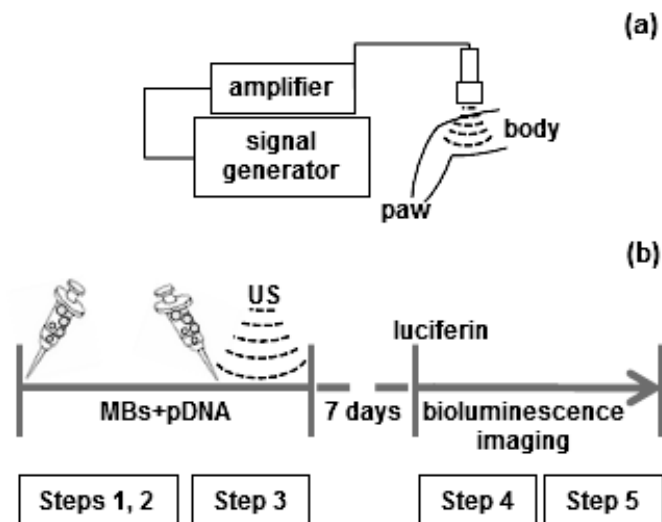 (a)
amplifier
signal
generator
body
paw
(b)
US
luciferin
MBs+pDNA
7 days
bioluminescence
imaging
Steps 1, 2
Step 3
Step 4
Step 5